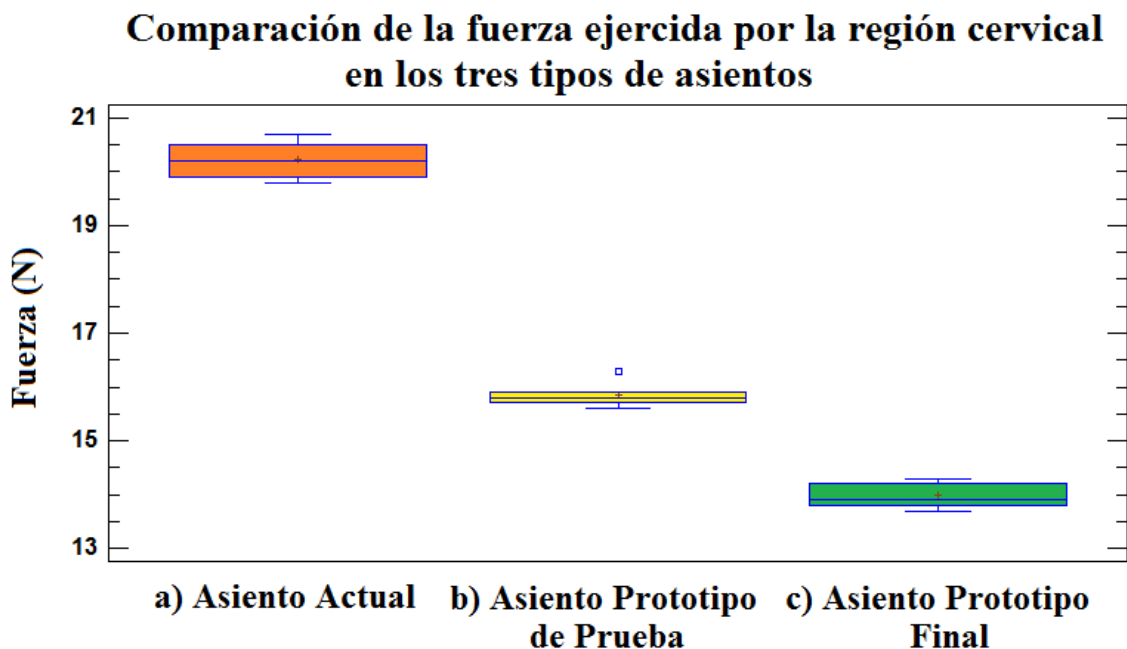 Comparación de la fuerza ejercida por la región cervical
en los tres tipos de asientos
Fuerza (N)
21
19
17
15
13
a) Asiento Actual
b) Asiento Prototipo
de Prueba
c) Asiento Prototipo
Final